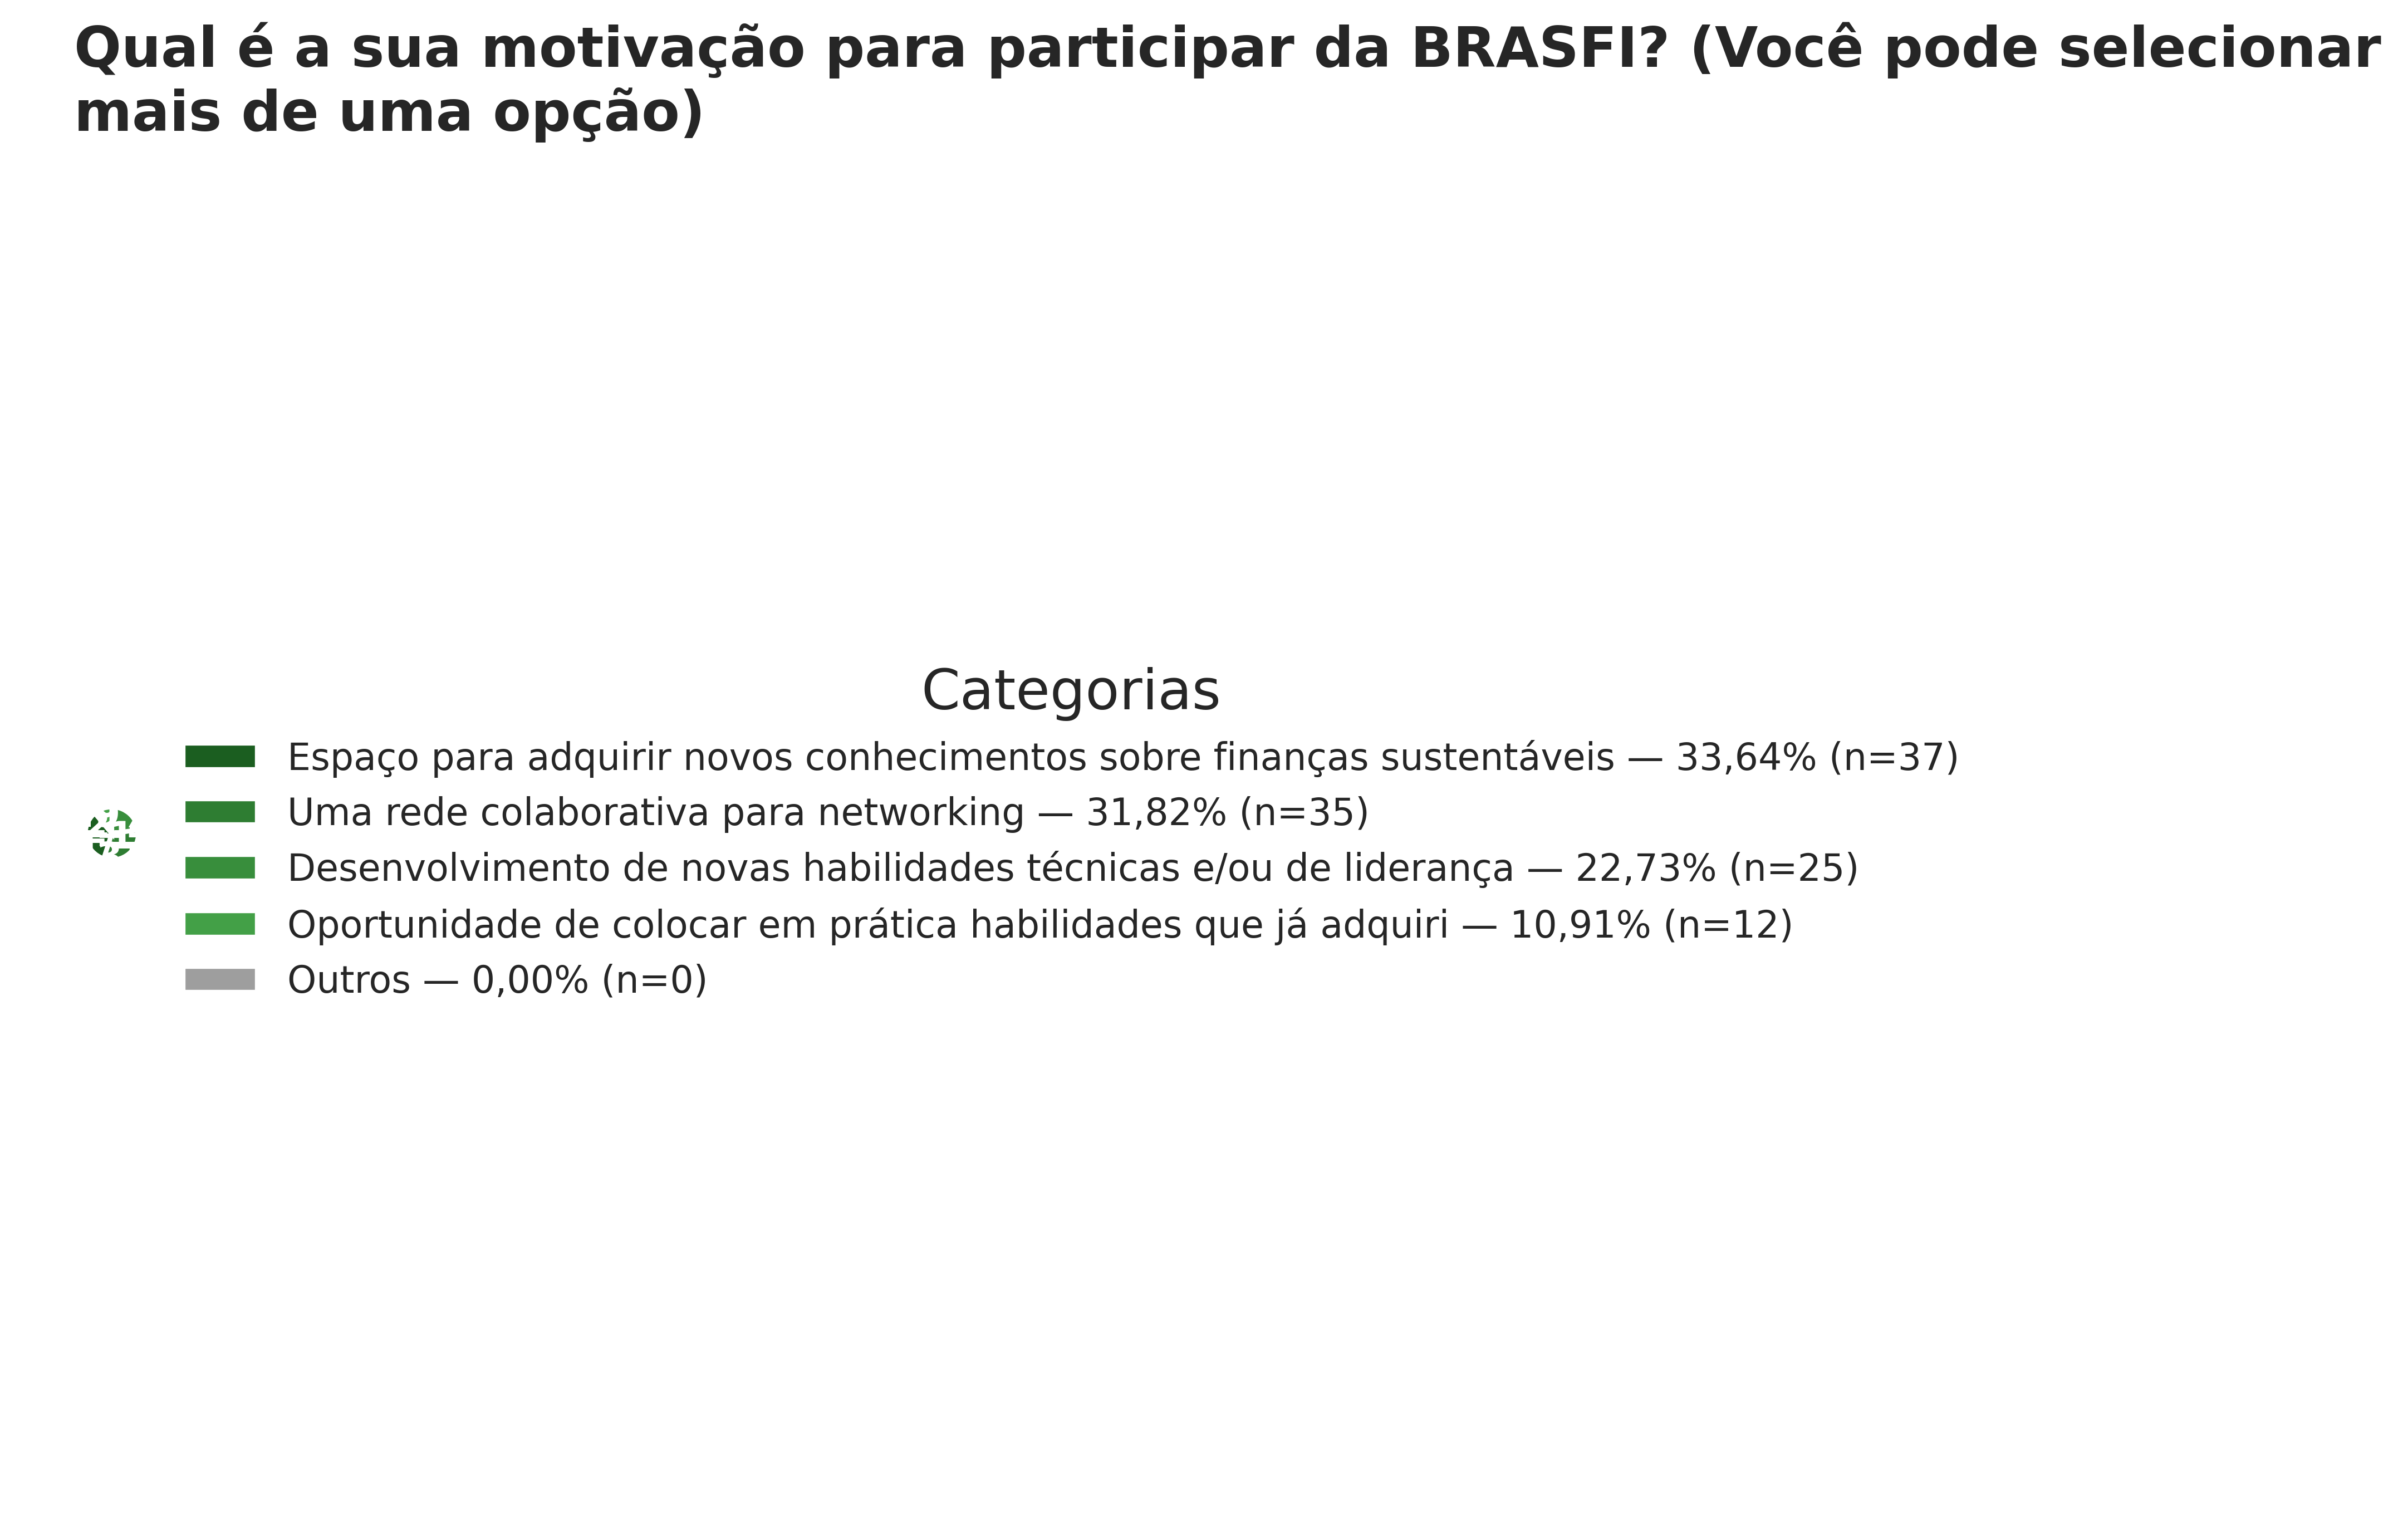 Qual é a sua motivação para participar da BRASFI? (Você pode selecionar
mais de uma opção)
Categorias
Espaço para adquirir novos conhecimentos sobre finanças sustentáveis — 33,64% (n=37)
Uma rede colaborativa para networking — 31,82% (n=35)
Desenvolvimento de novas habilidades técnicas e/ou de liderança — 22,73% (n=25)
Oportunidade de colocar em prática habilidades que já adquiri — 10,91% (n=12)
Outros — 0,00% (n=0)